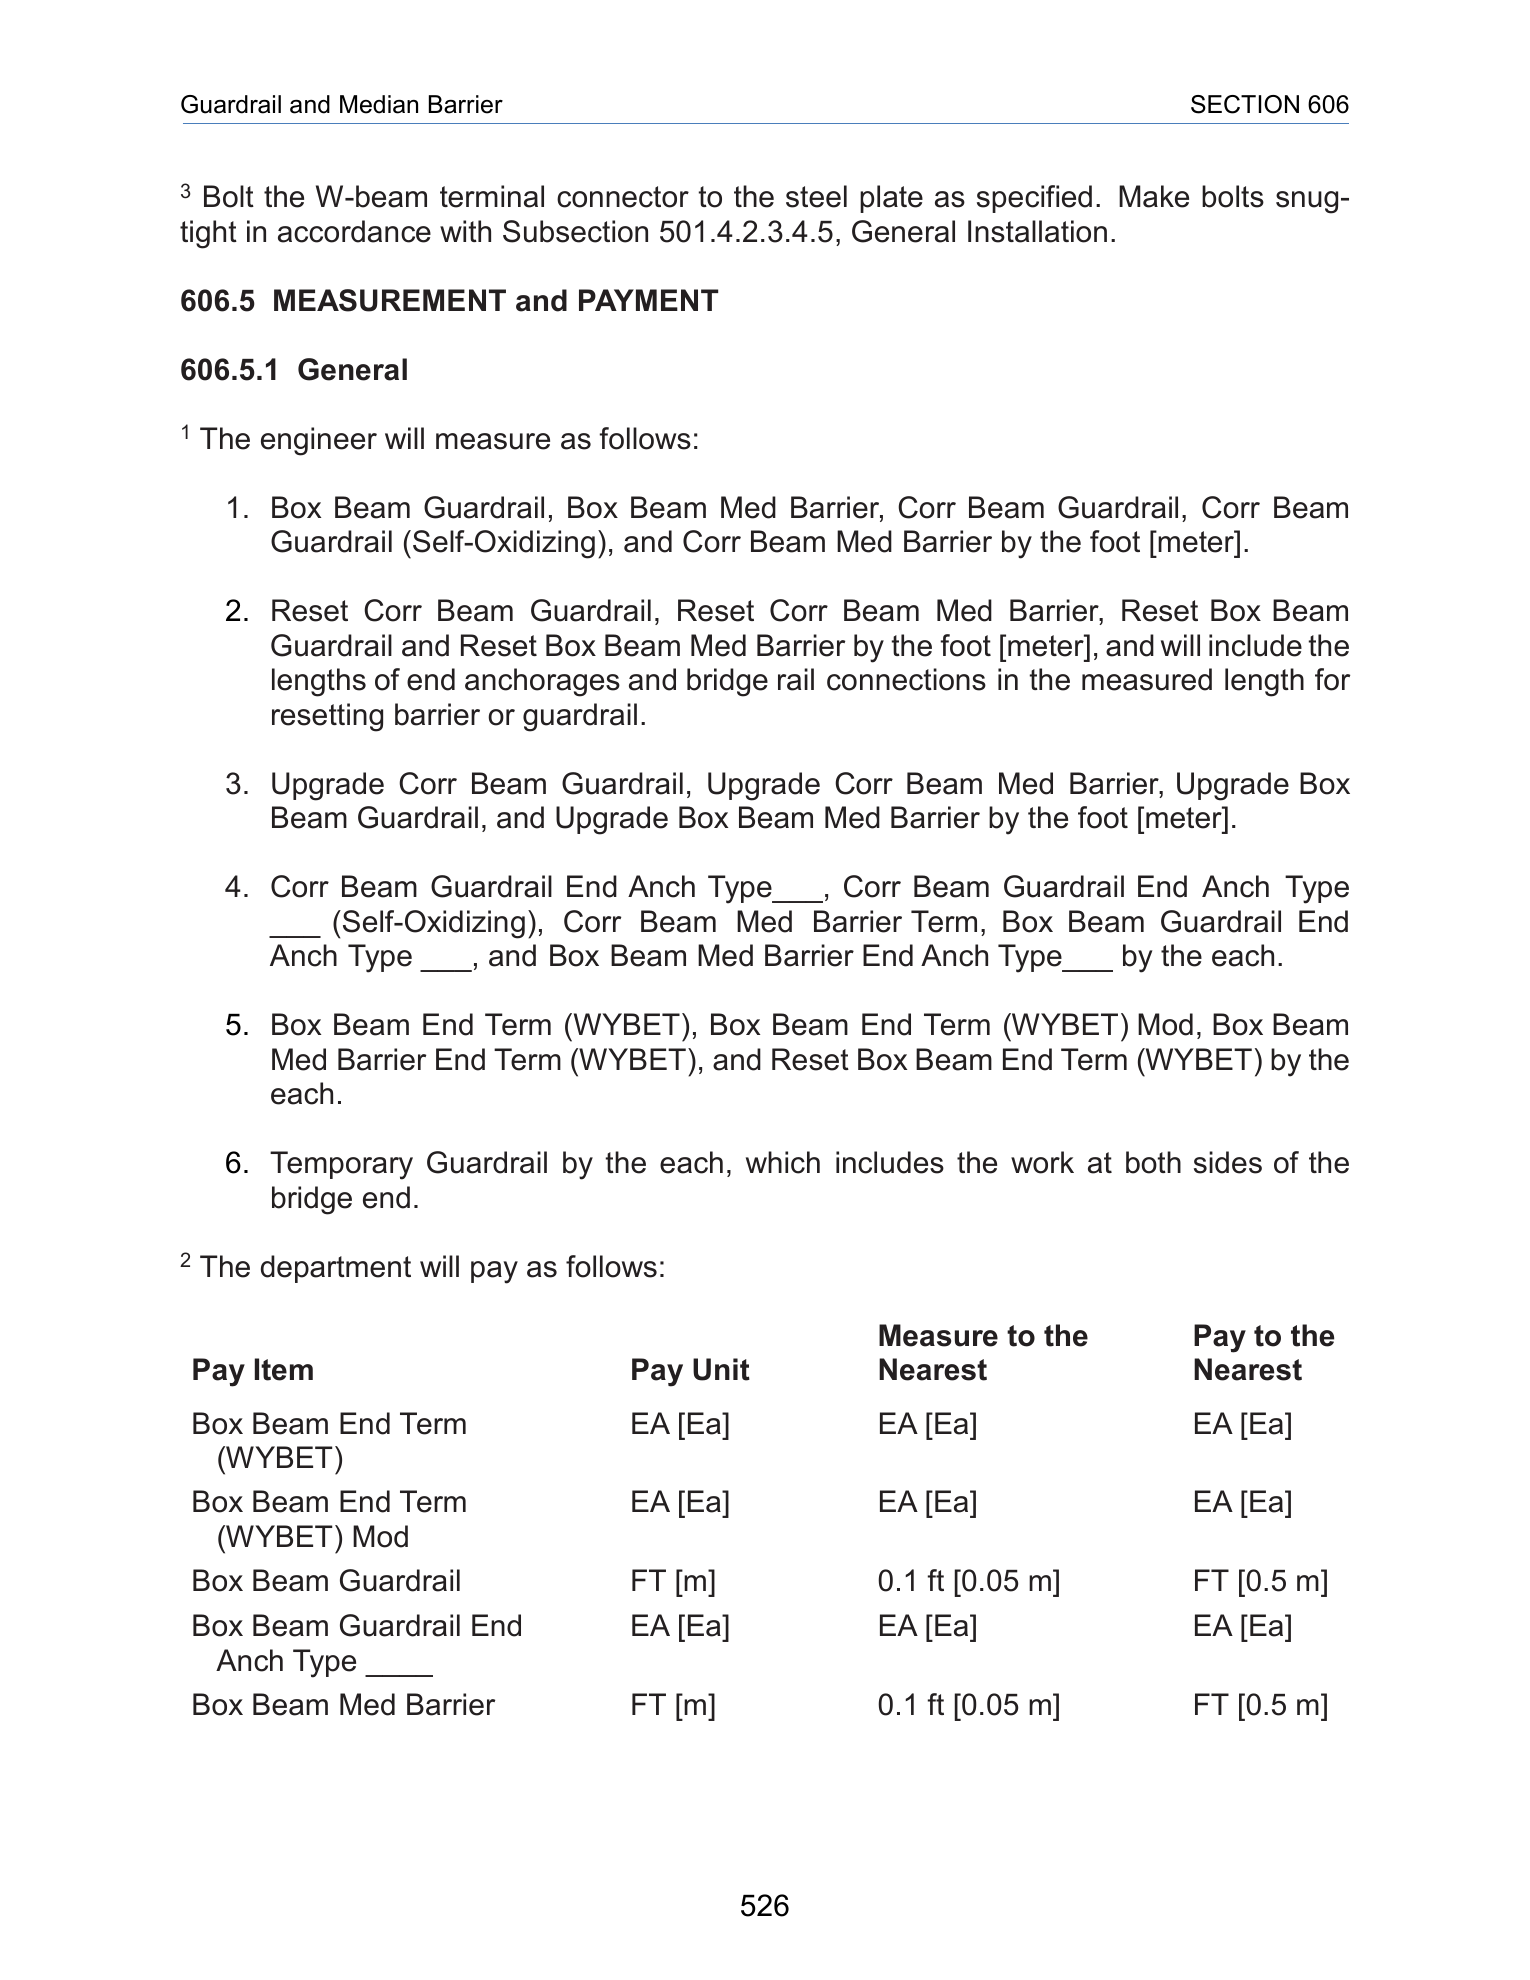 Guardrail and Median Barrier SECTION 606
3 Bolt the W-beam terminal connector to the steel plate as specified. Make bolts snug-
tight in accordance with Subsection 501.4.2.3.4.5, General Installation.
606.5 MEASUREMENT and PAYMENT
606.5.1 General
1 The engineer will measure as follows:
1. Box Beam Guardrail, Box Beam Med Barrier, Corr Beam Guardrail, Corr Beam
Guardrail (Self-Oxidizing), and Corr Beam Med Barrier by the foot [meter].
2. Reset Corr Beam Guardrail, Reset Corr Beam Med Barrier, Reset Box Beam
Guardrail and Reset Box Beam Med Barrier by the foot [meter], and will include the
lengths of end anchorages and bridge rail connections in the measured length for
resetting barrier or guardrail.
3. Upgrade Corr Beam Guardrail, Upgrade Corr Beam Med Barrier, Upgrade Box
Beam Guardrail, and Upgrade Box Beam Med Barrier by the foot [meter].
4. Corr Beam Guardrail End Anch Type___, Corr Beam Guardrail End Anch Type
___ (Self-Oxidizing), Corr Beam Med Barrier Term, Box Beam Guardrail End
Anch Type ___, and Box Beam Med Barrier End Anch Type___ by the each.
5. Box Beam End Term (WYBET), Box Beam End Term (WYBET) Mod, Box Beam
Med Barrier End Term (WYBET), and Reset Box Beam End Term (WYBET) by the
each.
6. Temporary Guardrail by the each, which includes the work at both sides of the
bridge end.
2 The department will pay as follows:
Measure to the Pay to the
Pay Item Pay Unit Nearest Nearest
Box Beam End Term EA [Ea] EA [Ea] EA [Ea]
(WYBET)
Box Beam End Term EA [Ea] EA [Ea] EA [Ea]
(WYBET) Mod
Box Beam Guardrail FT [m] 0.1 ft [0.05 m] FT [0.5 m]
Box Beam Guardrail End EA [Ea] EA [Ea] EA [Ea]
Anch Type ____
Box Beam Med Barrier FT [m] 0.1 ft [0.05 m] FT [0.5 m]
526